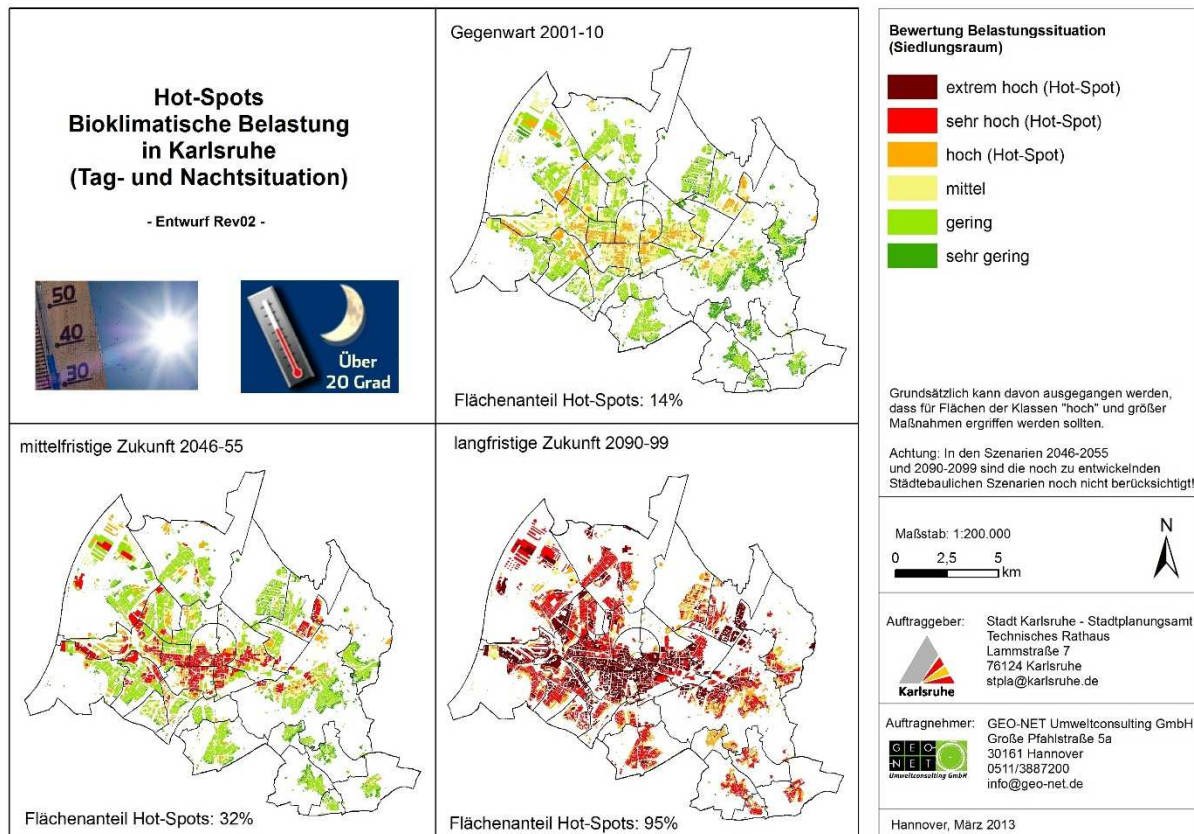 Hot-Spots
Bioklimatische Belastung
in Karlsruhe
(Tag- und Nachtsituation)
- Entwurf Rev02 -
50
40
30
Über
20 Grad
Gegenwart 2001-10
Flächenanteil Hot-Spots: 14%
mittelfristige Zukunft 2046-55
Flächenanteil Hot-Spots: 32%
langfristige Zukunft 2090-99
Flächenanteil Hot-Spots: 95%
Bewertung Belastungssituation
(Siedlungsraum)
extrem hoch (Hot-Spot)
sehr hoch (Hot-Spot)
hoch (Hot-Spot)
mittel
gering
sehr gering
Grundsätzlich kann davon ausgegangen werden,
dass für Flächen der Klassen "hoch" und größer
Maßnahmen ergriffen werden sollten.
Achtung: In den Szenarien 2046-2055
und 2090-2099 sind die noch zu entwickelnden
Städtebaulichen Szenarien noch nicht berücksichtigt!
Maßstab: 1:200.000
0 2,5 5
km
N
Auftraggeber:
Karlsruhe
Stadt Karlsruhe - Stadtplanungsamt
Technisches Rathaus
Lammstraße 7
76124 Karlsruhe
stpla@karlsruhe.de
Auftragnehmer:
GEO-
NET
Umweltconsulting GmbH
GEO-NET Umweltconsulting GmbH
Große Pfahlstraße 5a
30161 Hannover
0511/3887200
info@geo-net.de
Hannover, März 2013